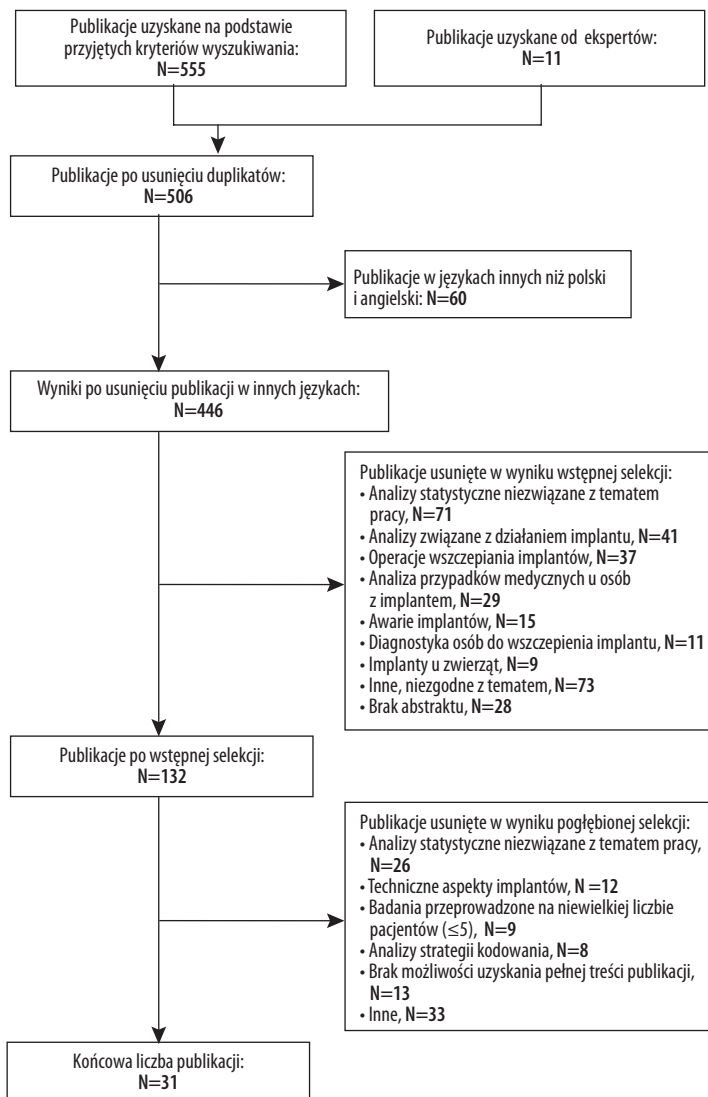 Publikacje uzyskane na podstawie
przyjętych kryteriów wyszukiwania:
N=555
Publikacje uzyskane od ekspertów:
N=11
Publikacje po usunięciu duplikatów:
N=506
Publikacje w językach innych niż polski
i angielski: N=60
Wyniki po usunięciu publikacji w innych językach:
N=446
Publikacje usunięte w wyniku wstępnej selekcji:
• Analizy statystyczne niezwiązane z tematem
pracy, N=71
• Analizy związane z działaniem implantu, N=41
• Operacje wszczepiania implantów, N=37
• Analiza przypadków medycznych u osób
z implantem, N=29
• Awarie implantów, N=15
• Diagnostyka osób do wszczepienia implantu, N=11
• Implanty u zwierząt, N=9
• Inne, niezgodne z tematem, N=73
• Brak abstraktu, N=28
Publikacje po wstępnej selekcji:
N=132
Publikacje usunięte w wyniku pogłębionej selekcji:
• Analizy statystyczne niezwiązane z tematem pracy,
N=26
• Techniczne aspekty implantów, N =12
• Badania przeprowadzone na niewielkiej liczbie
pacjentów (≤5), N=9
• Analizy strategii kodowania, N=8
• Brak możliwości uzyskania pełnej treści publikacji,
N=13
• Inne, N=33
Końcowa liczba publikacji:
N=31